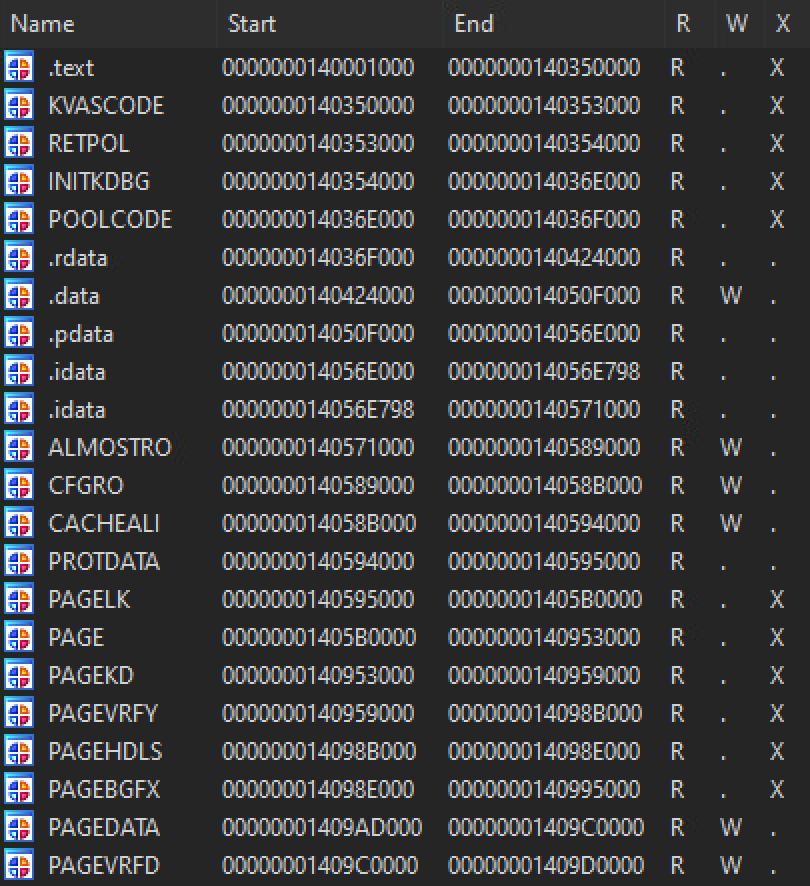 Name Start End R W X
.text 0000000140001000 0000000140350000 R . X
KVASCODE 0000000140350000 0000000140353000 R . X
RETPOL 0000000140353000 0000000140354000 R . X
INITKDBG 0000000140354000 000000014036E000 R . X
POOLCODE 000000014036E000 000000014036F000 R . X
.rdata 000000014036F000 0000000140424000 R . .
.data 0000000140424000 000000014050F000 R W .
.pdata 000000014050F000 000000014056E000 R . .
.idata 000000014056E000 000000014056E798 R . .
.idata 000000014056E798 0000000140571000 R . .
ALMOSTRO 0000000140571000 0000000140589000 R W .
CFGRO 0000000140589000 000000014058B000 R W .
CACHEALI 000000014058B000 0000000140594000 R W .
PROTDATA 0000000140594000 0000000140595000 R . .
PAGELK 0000000140595000 00000001405B0000 R . X
PAGE 00000001405B0000 0000000140953000 R . X
PAGEKD 0000000140953000 0000000140959000 R . X
PAGEVRFY 0000000140959000 000000014098B000 R . X
PAGEHDLS 000000014098B000 000000014098E000 R . X
PAGEBGFX 000000014098E000 0000000140995000 R . X
PAGEDATA 00000001409AD000 00000001409C0000 R W .
PAGEVRFD 00000001409C0000 00000001409D0000 R W .